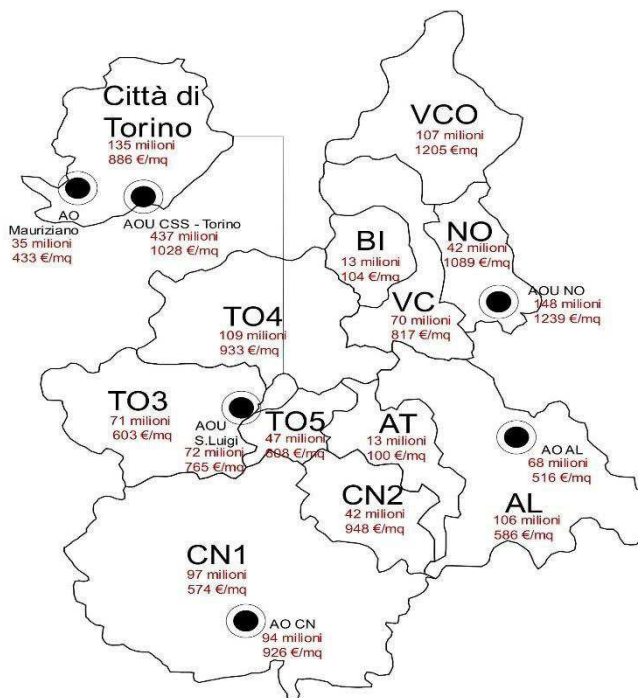 Città di
Torino
135 milioni
886 €/mq
AO
Mauriziano
35 milioni
433 €/mq
AOU CSS - Torino
437 milioni
1028 €/mq
VCO
107 milioni
1205 €mq
BI
13 milioni
104 €/mq
NO
42 milioni
1089 €/mq
AOU NO
148 milioni
1239 €/mq
VC
70 milioni
817 €/mq
TO4
109 milioni
933 €/mq
TO3
71 milioni
603 €/mq
AOU
S.Luigi
72 milioni
765 €/mq
TO5
47 milioni
608 €/mq
AT
13 milioni
100 €/mq
AO AL
68 milioni
516 €/mq
AL
106 milioni
586 €/mq
CN2
42 milioni
948 €/mq
CN1
97 milioni
574 €/mq
AO CN
94 milioni
926 €/mq